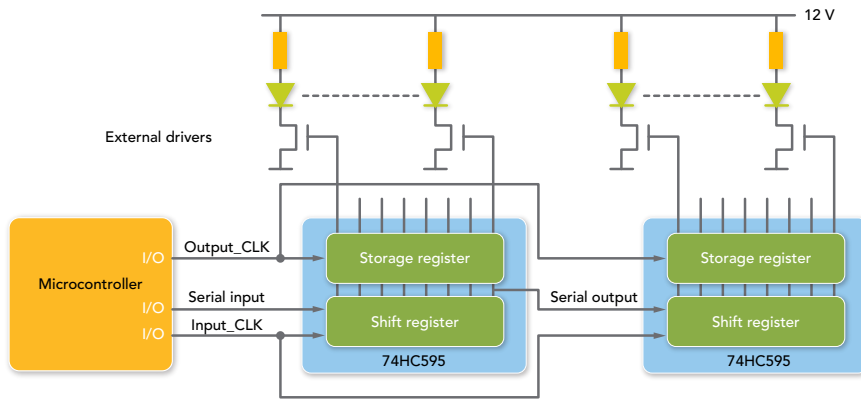 12 V
External drivers
I/O
Output_CLK
Storage register
Storage register
Microcontroller
I/O
Serial input
Serial output
I/O
Input_CLK
Shift register
Shift register
74HC595
74HC595